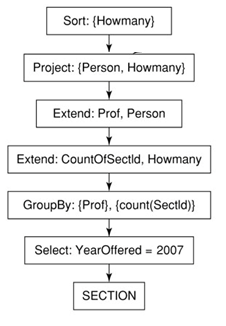 Sort: {Howmany}
Project: {Person, Howmany}
Extend: Prof, Person
Extend: CountOfSectId, Howmany
GroupBy: {Prof}, {count(SectId)}
Select: YearOffered = 2007
SECTION